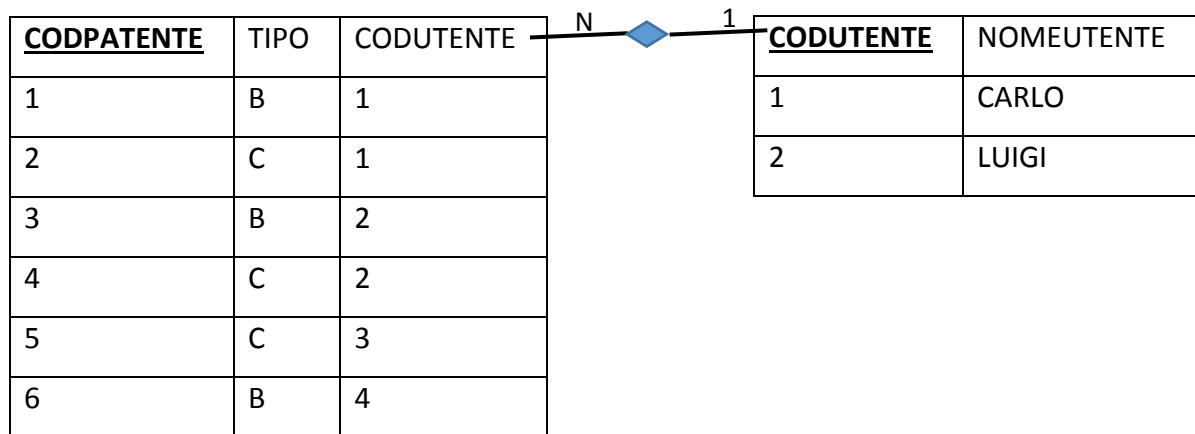 N 1
CODPATENTE TIPO CODUTENTE CODUTENTE NOMEUTENTE
1 B 1 1 CARLO
2 C 1 2 LUIGI
3 B 2
4 C 2
5 C 3
6 B 4